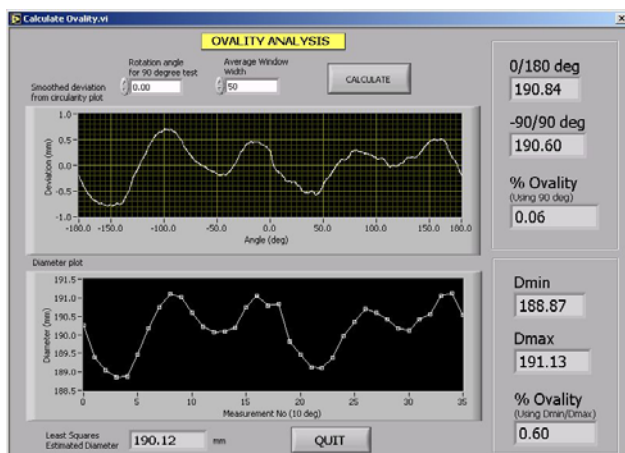 Calculate Ovality.vi
OVALITY ANALYSIS
Rotation angle
for 90 degree test
0.00
Average Window
Width
50
CALCULATE
Smoothed deviation
from circularity plot
Deviation (mm)
1.0
0.5
0.0
-0.5
-1.0
-180.0 -150.0 -100.0 -50.0 0.0 50.0 100.0 150.0 180.0
Angle (deg)
Diameter plot
Diameter (mm)
191.5
191.0
190.5
190.0
189.5
189.0
188.5
0 5 10 15 20 25 30 35
Measurement No (10 deg)
Least Squares
Estimated Diameter
190.12 mm
QUIT
0/180 deg
190.84
-90/90 deg
190.60
% Ovality
(Using 90 deg)
0.06
Dmin
188.87
Dmax
191.13
% Ovality
(Using Dmin/Dmax)
0.60